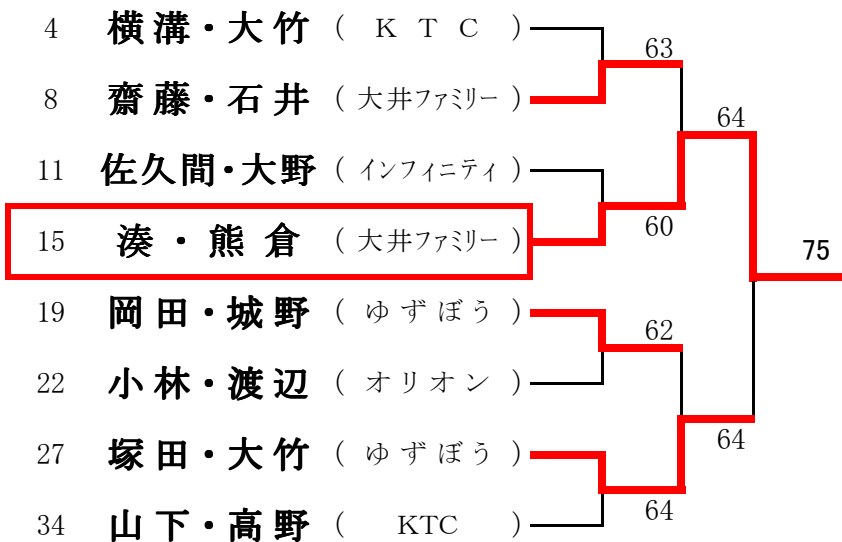 4 横溝・大竹 ( KTC )
63
8 齋藤・石井 ( 大井ファミリー )
64
11 佐久間・大野 ( インフィニティ )
60
15 湊・熊倉 ( 大井ファミリー )
75
19 岡田・城野 ( ゆずぼう )
62
22 小林・渡辺 ( オリオン )
64
27 塚田・大竹 ( ゆずぼう )
64
34 山下・高野 ( KTC )